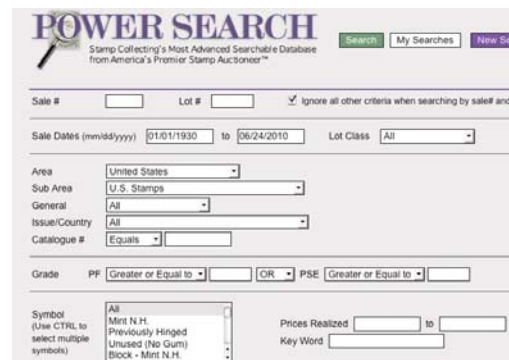 POWER SEARCH
Stamp Collecting's Most Advanced Searchable Database
from America's Premier Stamp Auctioneer™
Search My Searches New
Sale # Lot # Ignore all other criteria when searching by sale# and
Sale Dates (mm/dd/yyyy) 01/01/1930 to 06/24/2010 Lot Class All
Area United States
Sub Area U.S. Stamps
General All
Issue/Country All
Catalogue # Equals
Grade PF Greater or Equal to OR PSE Greater or Equal to
Symbol
(Use CTRL to
select multiple
symbols)
All
Mint N.H.
Previously Hinged
Unused (No Gum)
Block - Mint N.H.
Prices Realized to
Key Word